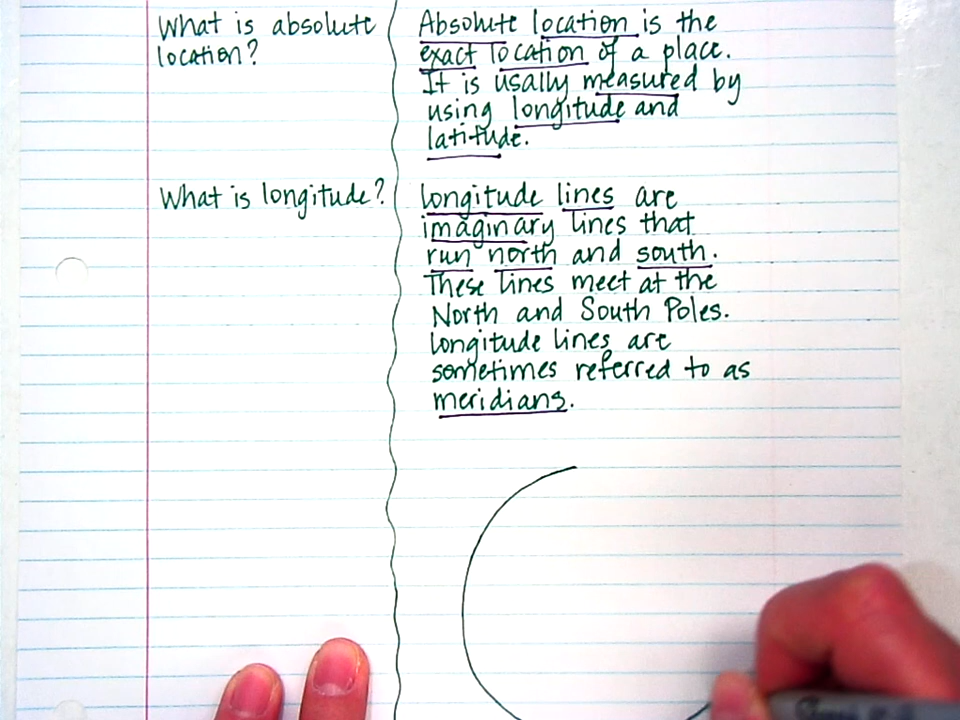 What is absolute
location?
Absolute location is the
exact location of a place.
It is usally measured by
using longitude and
latitude.
What is longitude?
Longitude lines are
imaginary lines that
run north and south.
These lines meet at the
North and South Poles.
Longitude lines are
sometimes referred to as
meridians.